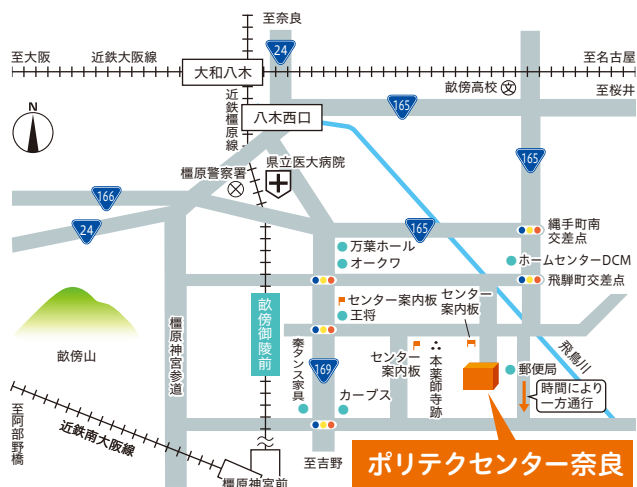 至奈良
24
至大阪
近鉄大阪線
至名古屋
大和八木
畝傍高校
文
至桜井
近鉄橿原線
八木西口
165
N
165
県立医大病院
橿原警察署
166
24
165
縄手町南
交差点
万葉ホール
オークワ
ホームセンターDCM
飛騨町交差点
センター案内板
王将
センター
案内板
畝傍御陵前
橿原神宮参道
畝傍山
秦タンス家具
169
センター
案内板
本薬師寺跡
飛鳥川
郵便局
時間により
一方通行
カーブス
至阿部野橋
近鉄南大阪線
至吉野
橿原神宮前
ポリテクセンター奈良